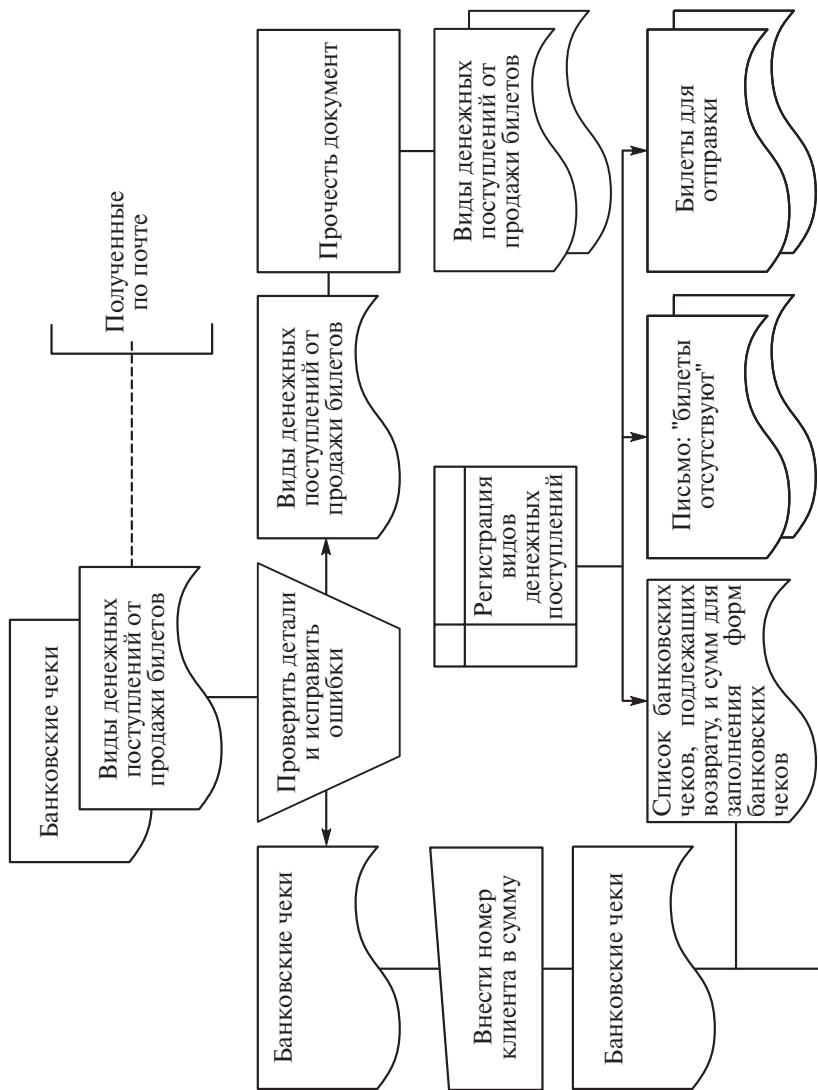 Банковские чеки
Виды денежных
поступлений от
продажи билетов
Полученные
по почте
Проверить детали
и исправить
ошибки
Банковские чеки
Виды денежных
поступлений от
продажи билетов
Прочесть документ
Внести номер
клиента в сумму
Регистрация
видов
денежных
поступлений
Виды денежных
поступлений от
продажи билетов
Банковские чеки
Список банковских
чеков, подлежащих
возврату, и сумм для
заполнения форм
банковских
чеков
Письмо: "билеты
отсутствуют"
Билеты для
отправки